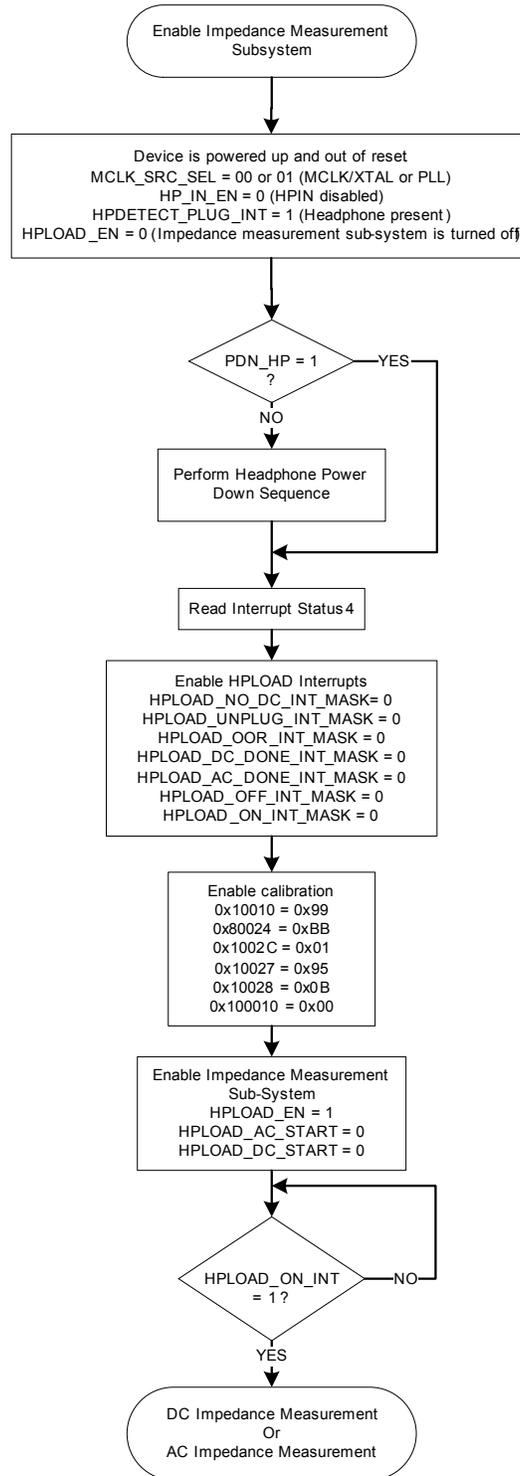 Enable Impedance Measurement
Subsystem
Device is powered up and out of reset
MCLK_SRC_SEL = 00 or 01 (MCLK/XTAL or PLL)
HP_IN_EN = 0 (HPIN disabled)
HPDETECT_PLUG_INT = 1 (Headphone present)
HPLOAD_EN = 0 (Impedance measurement sub-system is turned off)
PDN_HP = 1
?
YES
NO
Perform Headphone Power
Down Sequence
Read Interrupt Status 4
Enable HPLOAD Interrupts
HPLOAD_NO_DC_INT_MASK= 0
HPLOAD_UNPLUG_INT_MASK = 0
HPLOAD_OOR_INT_MASK = 0
HPLOAD_DC_DONE_INT_MASK = 0
HPLOAD_AC_DONE_INT_MASK = 0
HPLOAD_OFF_INT_MASK = 0
HPLOAD_ON_INT_MASK = 0
Enable calibration
0x10010 = 0x99
0x80024 = 0xBB
0x1002C = 0x01
0x10027 = 0x95
0x10028 = 0x0B
0x100010 = 0x00
Enable Impedance Measurement
Sub-System
HPLOAD_EN = 1
HPLOAD_AC_START = 0
HPLOAD_DC_START = 0
HPLOAD_ON_INT
= 1 ?
NO
YES
DC Impedance Measurement
Or
AC Impedance Measurement